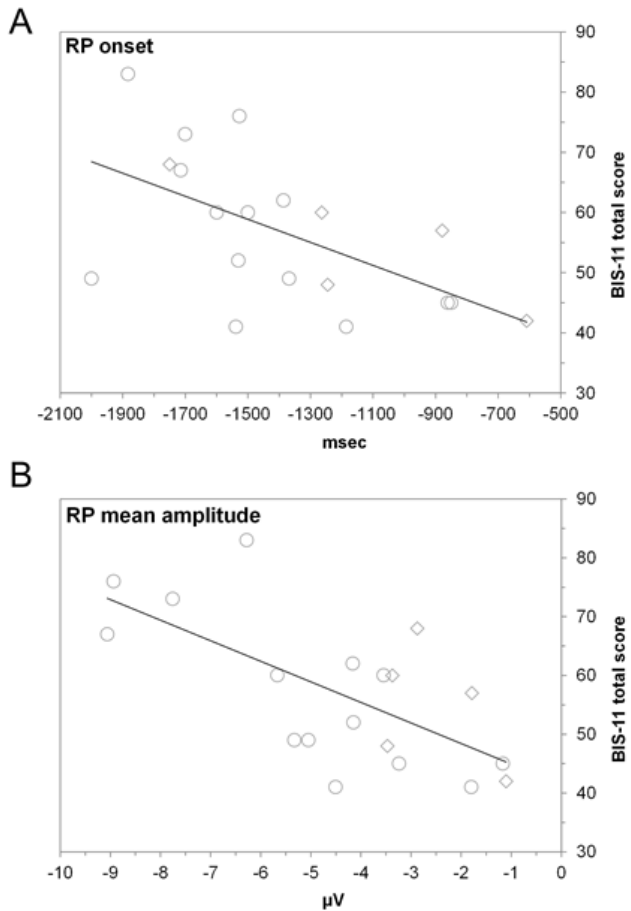 A
RP onset
90
80
70
60
50
40
30
BIS-11 total score
-2100 -1900 -1700 -1500 -1300 -1100 -900 -700 -500
msec
B
RP mean amplitude
90
80
70
60
50
40
30
BIS-11 total score
-10 -9 -8 -7 -6 -5 -4 -3 -2 -1 0
µV